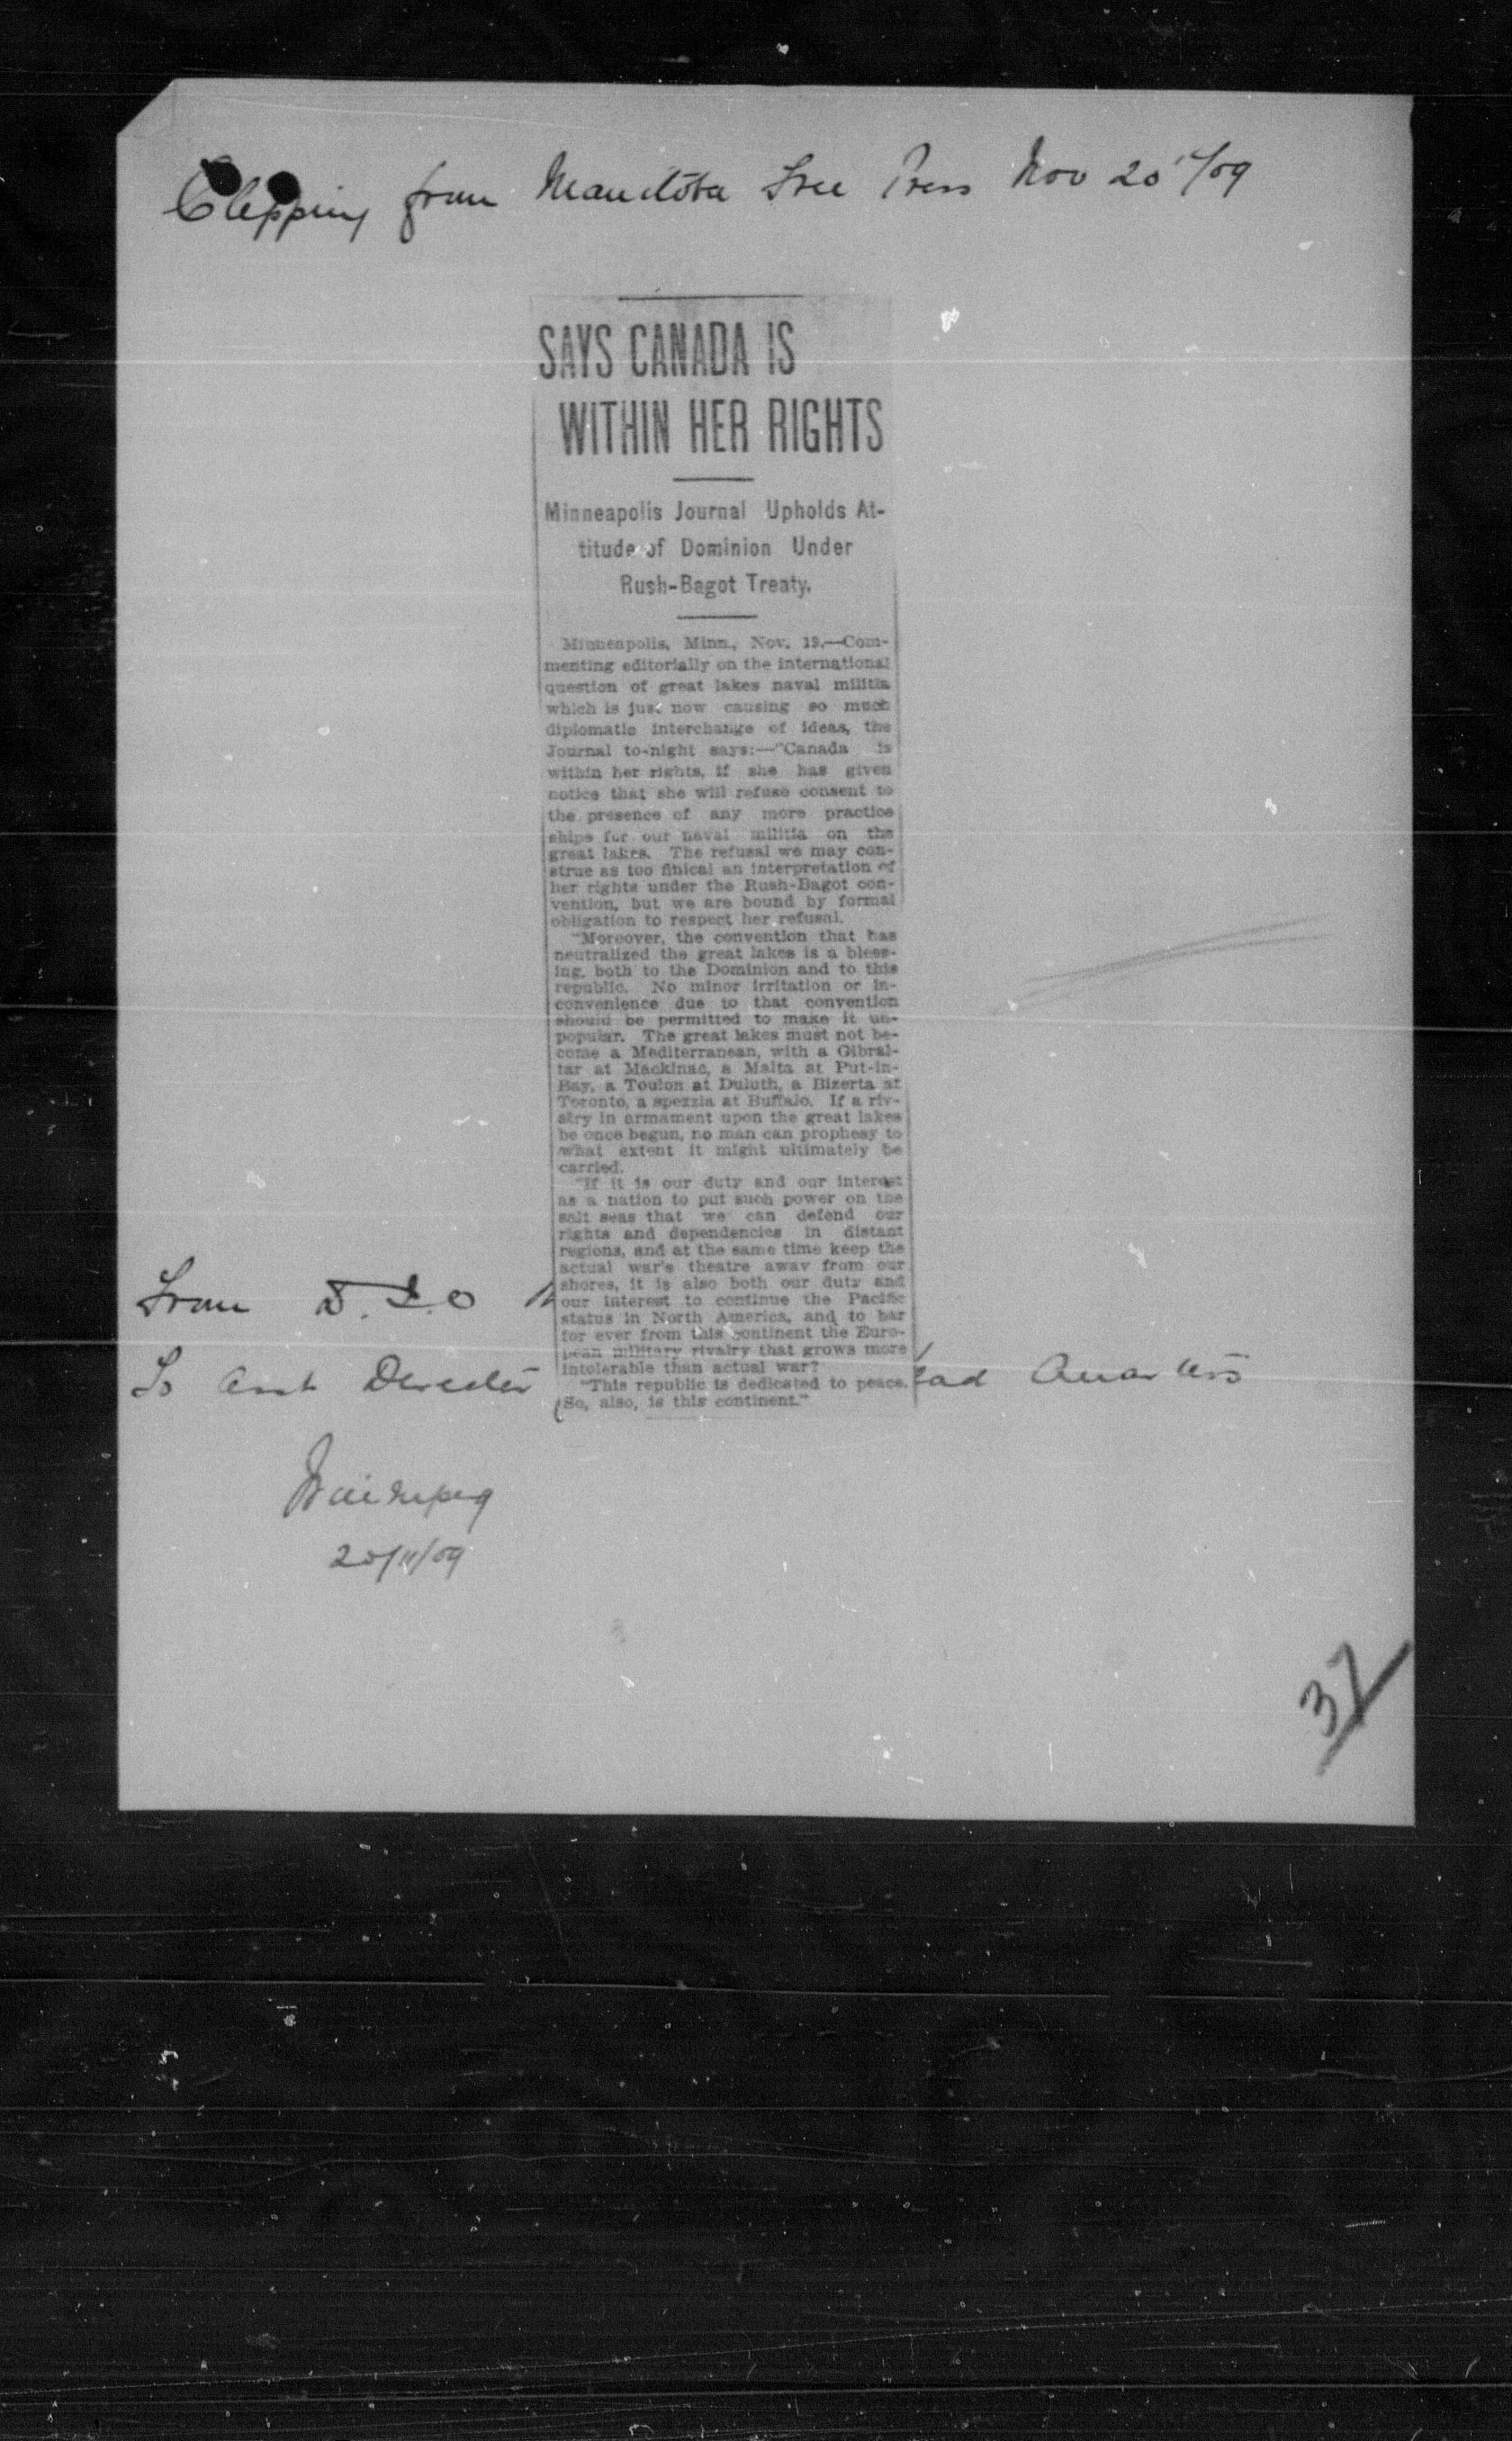 Clipping from Manitoba Free Press Nov 20th/09
SAYS CANADA IS
WITHIN HER RIGHTS
Minneapolis Journal Upholds At-
titude of Dominion Under
Rush-Bagot Treaty.
Minneapolis, Minn., Nov. 19.—Com-
menting editorially on the international
question of great lakes naval militia
which is just now causing so much
diplomatic interchange of ideas, the
Journal to-night says:—"Canada is
within her rights, if she has given
notice that she will refuse consent to
the presence of any more practice
ships for our naval militia on the
great lakes. The refusal we may con-
strue as too finical an interpretation of
her rights under the Rush-Bagot con-
vention, but we are bound by formal
obligation to respect her refusal.
"Moreover, the convention that has
neutralized the great lakes is a bless-
ing, both to the Dominion and to this
republic. No minor irritation or in-
convenience due to that convention
should be permitted to make it un-
popular. The great lakes must not be-
come a Mediterranean, with a Gibral-
tar at Mackinac, a Malta at Put-in-
Bay, a Toulon at Duluth, a Bizerta at
Toronto, a spezzia at Buffalo. If a riv-
alry in armament upon the great lakes
be once begun, no man can prophesy to
what extent it might ultimately be
carried.
"If it is our duty and our interest
as a nation to put such power on the
salt seas that we can defend our
rights and dependencies in distant
regions, and at the same time keep the
actual war's theatre away from our
shores, it is also both our duty and
our interest to continue the Pacific
status in North America, and to bar
for ever from this continent the Euro-
pean military rivalry that grows more
intolerable than actual war?
"This republic is dedicated to peace.
So, also, is this continent."
From D.I.O
To Asst Director ead Quarters
Winnipeg
20/11/09
37